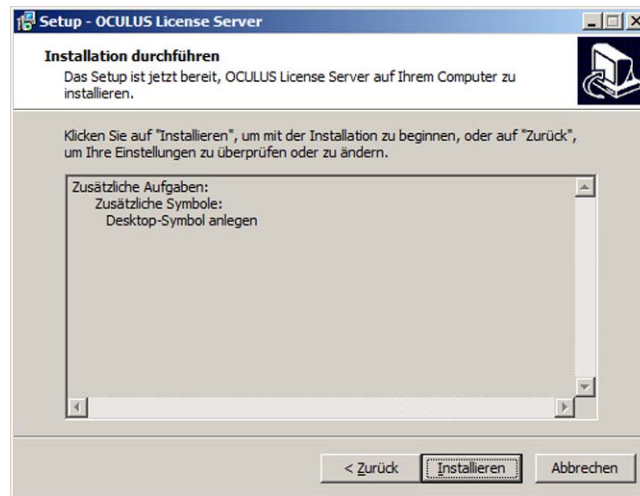 Setup - OCULUS License Server
Installation durchführen
Das Setup ist jetzt bereit, OCULUS License Server auf Ihrem Computer zu
installieren.
Klicken Sie auf "Installieren", um mit der Installation zu beginnen, oder auf "Zurück",
um Ihre Einstellungen zu überprüfen oder zu ändern.
Zusätzliche Aufgaben:
Zusätzliche Symbole:
Desktop-Symbol anlegen
< Zurück Installieren Abbrechen